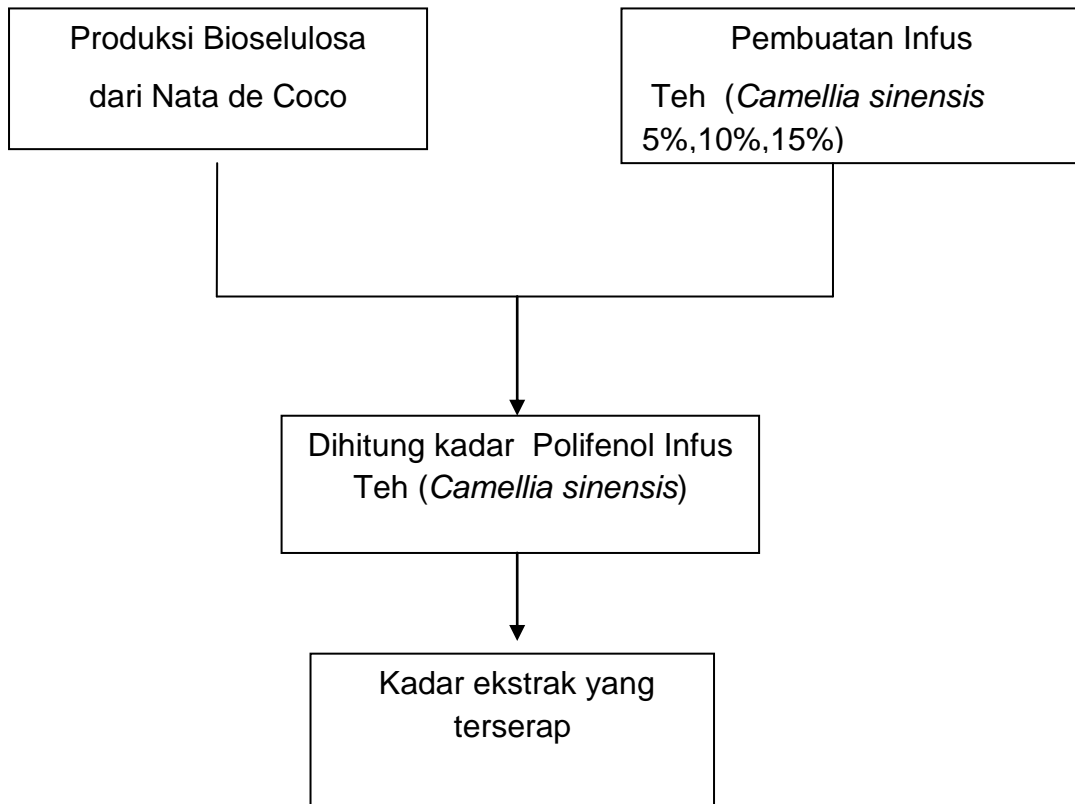 Produksi Bioselulosa
dari Nata de Coco
Pembuatan Infus
Teh (Camellia sinensis
5%,10%,15%)
Dihitung kadar Polifenol Infus
Teh (Camellia sinensis)
Kadar ekstrak yang
terserap